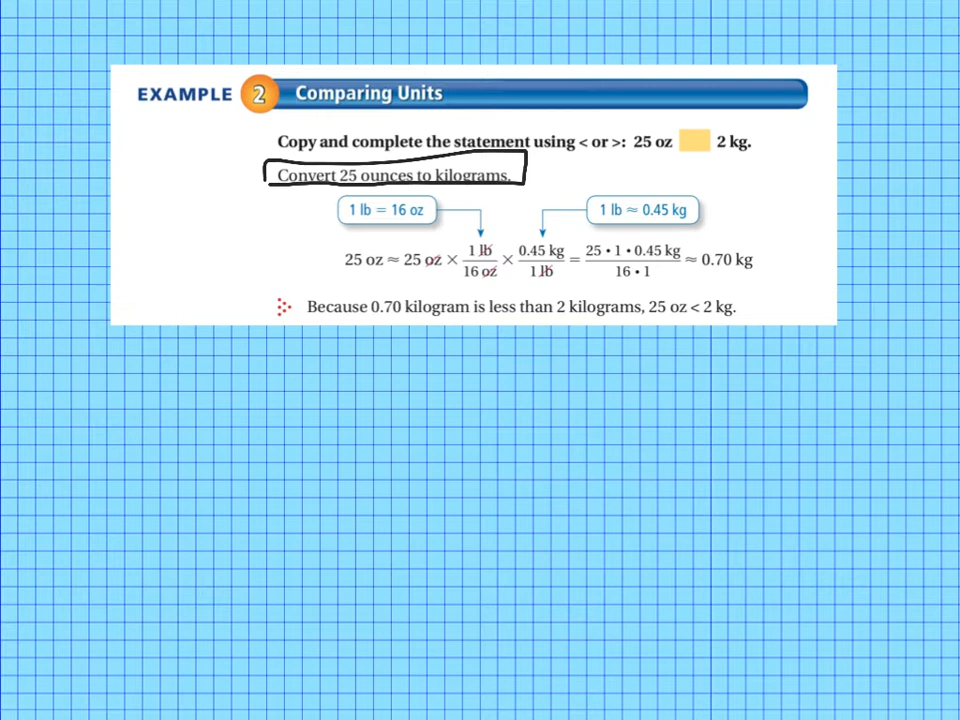 EXAMPLE 2 Comparing Units
Copy and complete the statement using < or >: 25 oz 2 kg.
Convert 25 ounces to kilograms.
1 lb = 16 oz 1 lb ≈ 0.45 kg
25 oz ≈ 25 oz × 1 lb / 16 oz × 0.45 kg / 1 lb = 25 • 1 • 0.45 kg / 16 • 1 ≈ 0.70 kg
Because 0.70 kilogram is less than 2 kilograms, 25 oz < 2 kg.